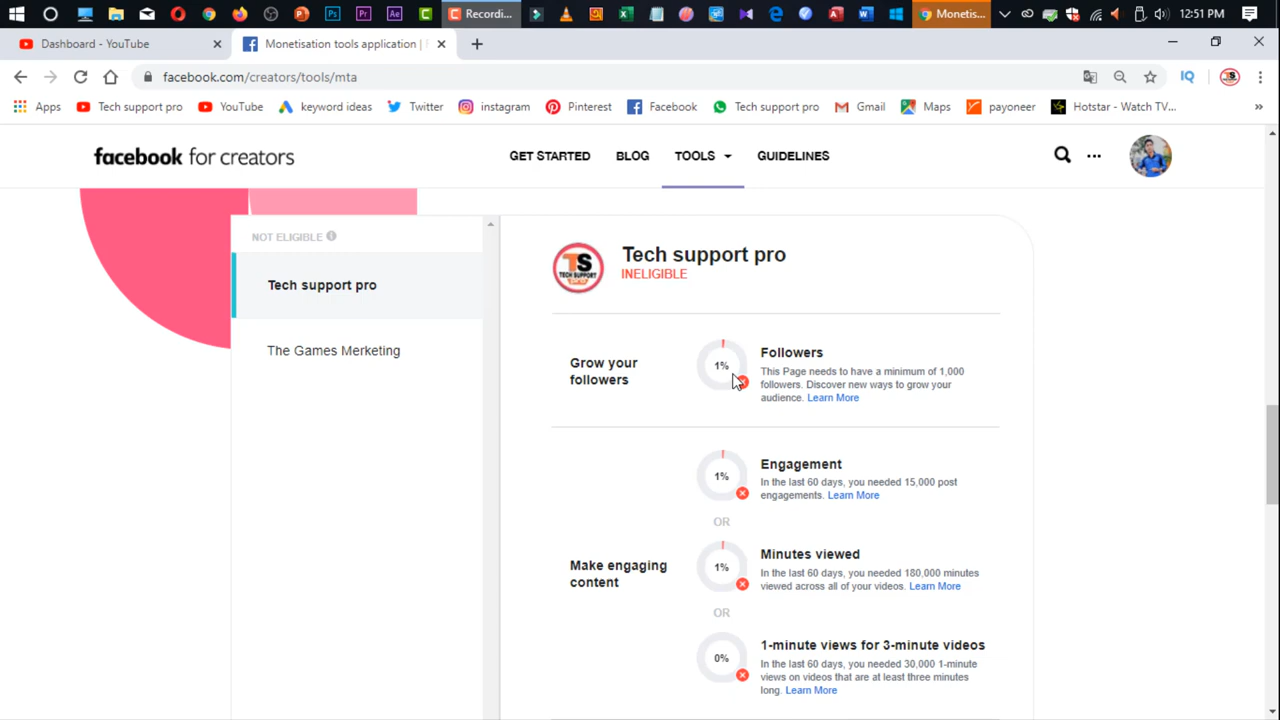 Recordi...
Monetis...
12:51 PM
Dashboard - YouTube
Monetisation tools application |
facebook.com/creators/tools/mta
Apps
Tech support pro
YouTube
keyword ideas
Twitter
instagram
Pinterest
Facebook
Tech support pro
Gmail
Maps
payoneer
Hotstar - Watch TV...
facebook for creators
GET STARTED
BLOG
TOOLS
GUIDELINES
NOT ELIGIBLE
Tech support pro
The Games Merketing
TS
TECH SUPPORT
pro
Tech support pro
INELIGIBLE
Grow your
followers
1%
Followers
This Page needs to have a minimum of 1,000
followers. Discover new ways to grow your
audience. Learn More
Make engaging
content
1%
Engagement
In the last 60 days, you needed 15,000 post
engagements. Learn More
OR
1%
Minutes viewed
In the last 60 days, you needed 180,000 minutes
viewed across all of your videos. Learn More
OR
0%
1-minute views for 3-minute videos
In the last 60 days, you needed 30,000 1-minute
views on videos that are at least three minutes
long. Learn More